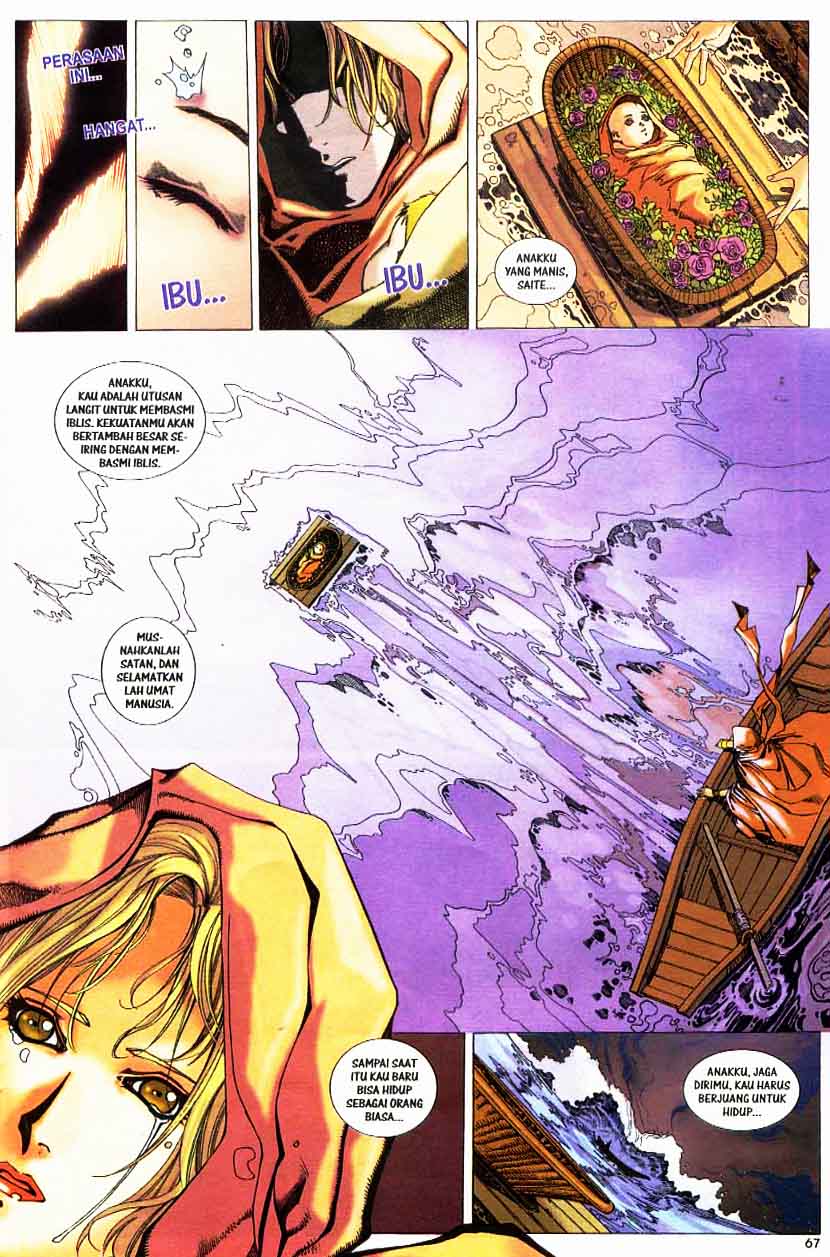 PERASAAN
INI...
HANGAT...
IBU...
IBU...
ANAKKU
YANG MANIS,
SAITE...
ANAKKU,
KAU ADALAH UTUSAN
LANGIT UNTUK MEMBASMI
IBLIS. KEKUATANMU AKAN
BERTAMBAH BESAR SE-
IRING DENGAN MEM-
BASMI IBLIS.
MUS-
NAHKANLAH
SATAN, DAN
SELAMATKAN
LAH UMAT
MANUSIA.
SAMPAI SAAT
ITU KAU BARU
BISA HIDUP
SEBAGAI ORANG
BIASA...
ANAKKU, JAGA
DIRIMU, KAU HARUS
BERJUANG UNTUK
HIDUP...
67